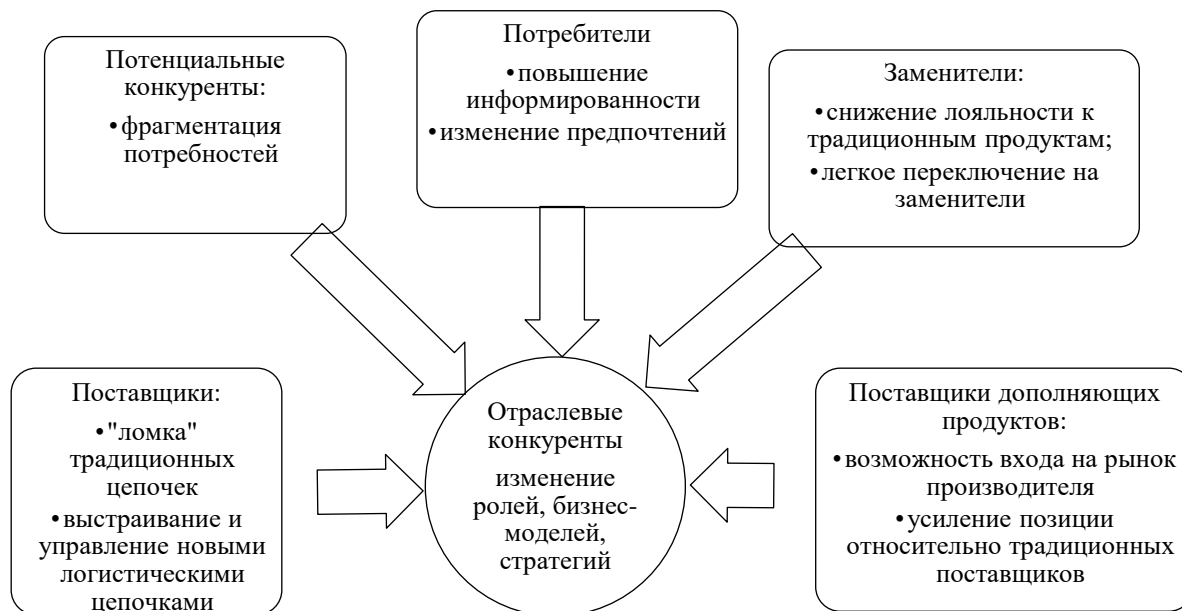 Потенциальные
конкуренты:
•фрагментация
потребностей
Потребители
•повышение
информированности
•изменение предпочтений
Заменители:
•снижение лояльности к
традиционным продуктам;
•легкое переключение на
заменители
Поставщики:
•"ломка"
традиционных
цепочек
•выстраивание и
управление новыми
логистическими
цепочками
Отраслевые
конкуренты
изменение
ролей, бизнес-
моделей,
стратегий
Поставщики дополняющих
продуктов:
•возможность входа на рынок
производителя
•усиление позиции
относительно традиционных
поставщиков